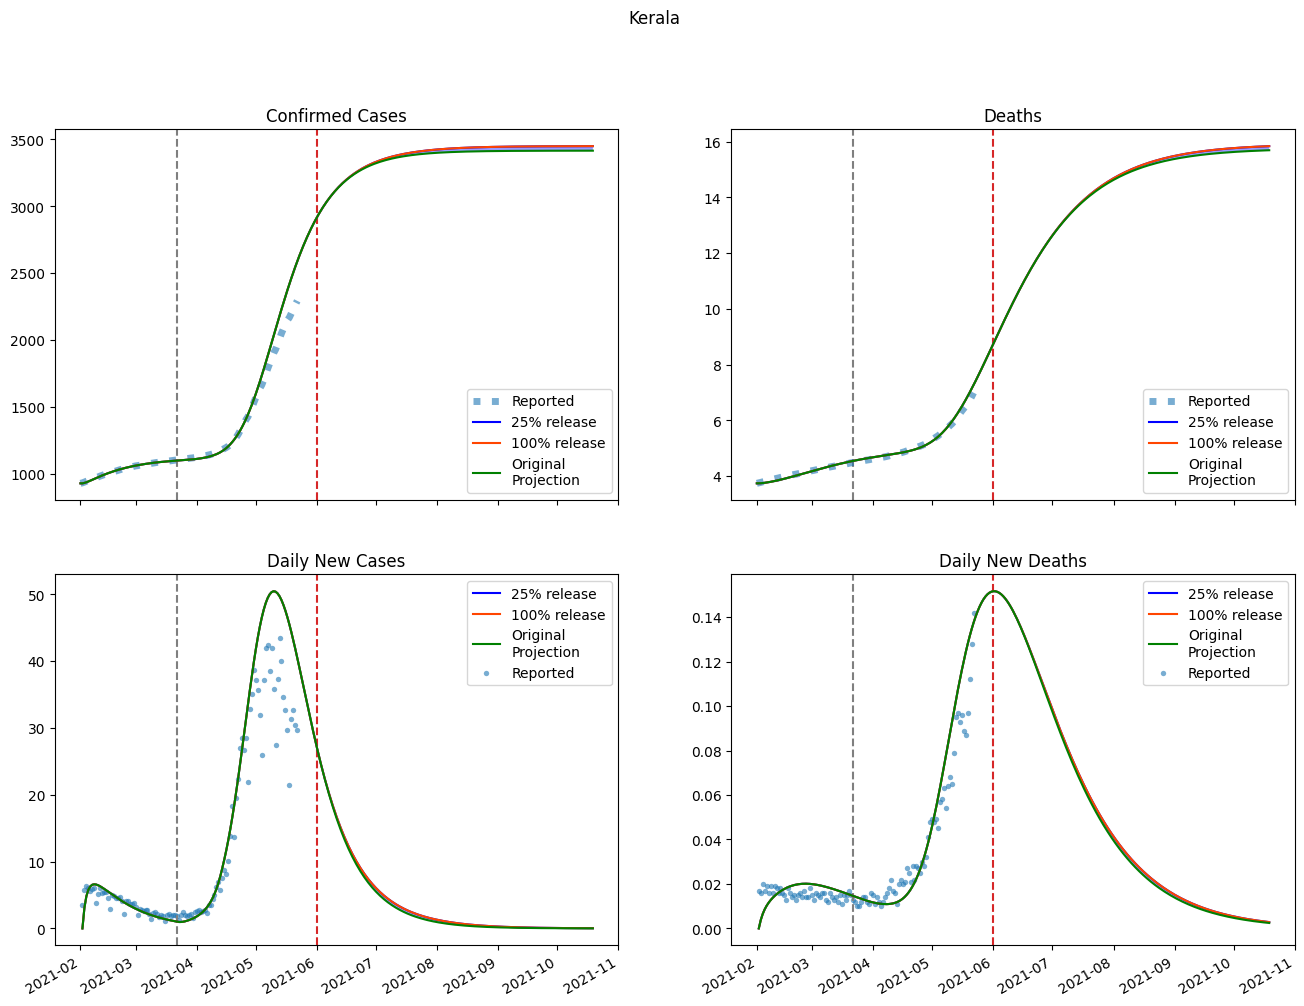 Kerala
Confirmed Cases
3500
3000
2500
2000
1500
1000
Reported
25% release
100% release
Original
Projection
Deaths
16
14
12
10
8
6
4
Reported
25% release
100% release
Original
Projection
Daily New Cases
50
40
30
20
10
0
25% release
100% release
Original
Projection
Reported
2021-02
2021-03
2021-04
2021-05
2021-06
2021-07
2021-08
2021-09
2021-10
2021-11
Daily New Deaths
0.14
0.12
0.10
0.08
0.06
0.04
0.02
0.00
25% release
100% release
Original
Projection
Reported
2021-02
2021-03
2021-04
2021-05
2021-06
2021-07
2021-08
2021-09
2021-10
2021-11